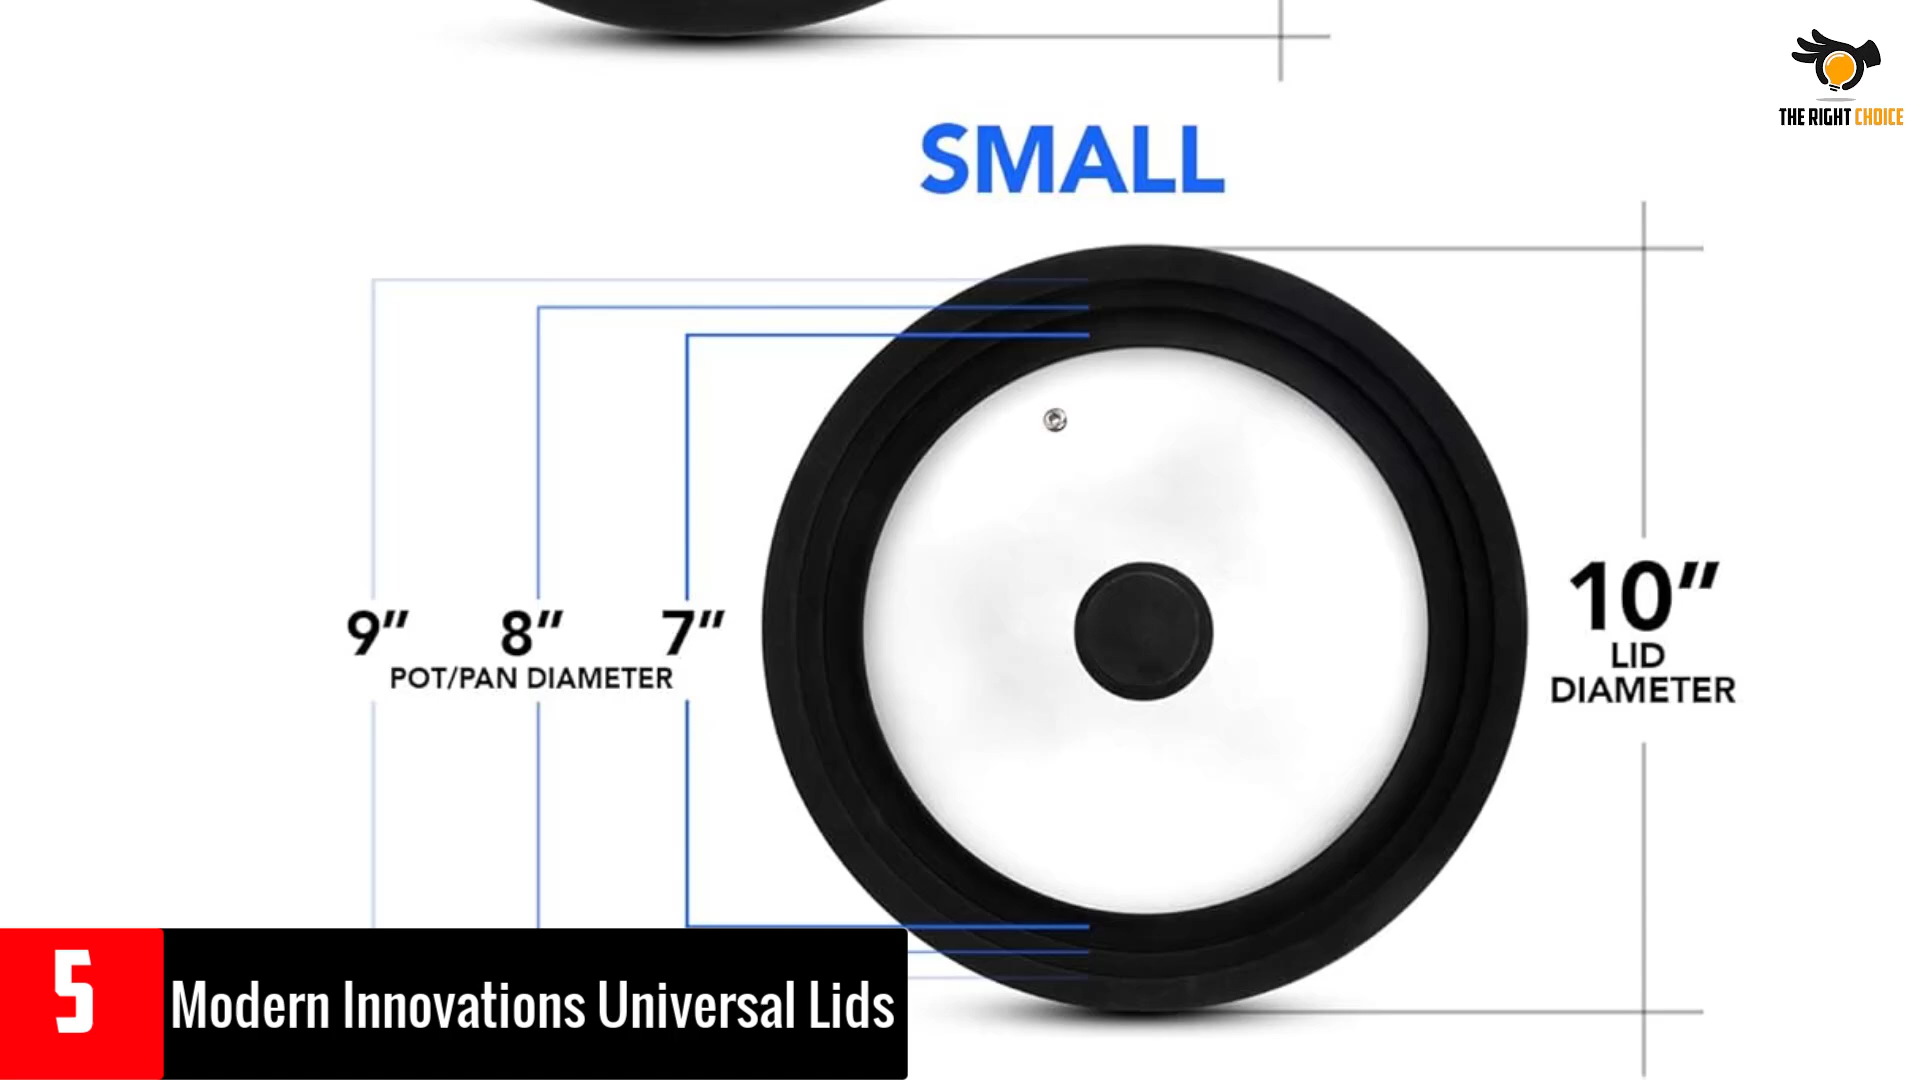 THE RIGHT CHOICE
SMALL
9" 8" 7"
POT/PAN DIAMETER
10"
LID
DIAMETER
5 Modern Innovations Universal Lids